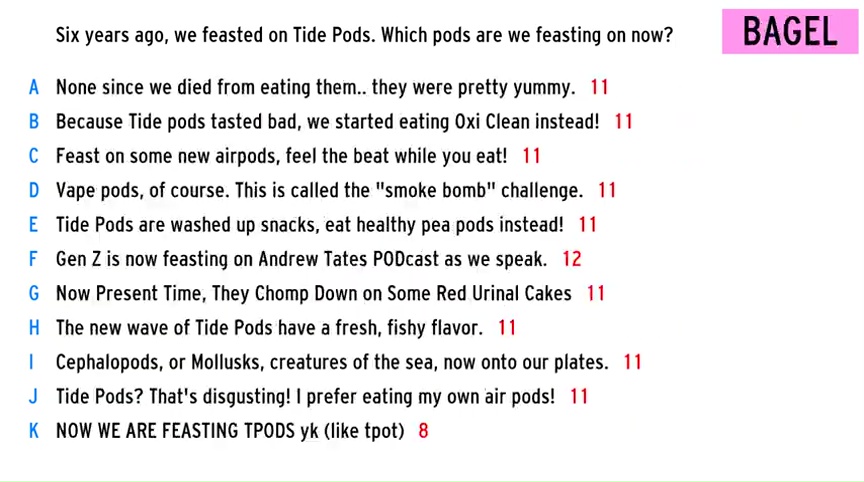 Six years ago, we feasted on Tide Pods. Which pods are we feasting on now?
BAGEL
A None since we died from eating them.. they were pretty yummy. 11
B Because Tide pods tasted bad, we started eating Oxi Clean instead! 11
C Feast on some new airpods, feel the beat while you eat! 11
D Vape pods, of course. This is called the "smoke bomb" challenge. 11
E Tide Pods are washed up snacks, eat healthy pea pods instead! 11
F Gen Z is now feasting on Andrew Tates PODcast as we speak. 12
G Now Present Time, They Chomp Down on Some Red Urinal Cakes 11
H The new wave of Tide Pods have a fresh, fishy flavor. 11
I Cephalopods, or Mollusks, creatures of the sea, now onto our plates. 11
J Tide Pods? That's disgusting! I prefer eating my own air pods! 11
K NOW WE ARE FEASTING TPODS yk (like tpot) 8